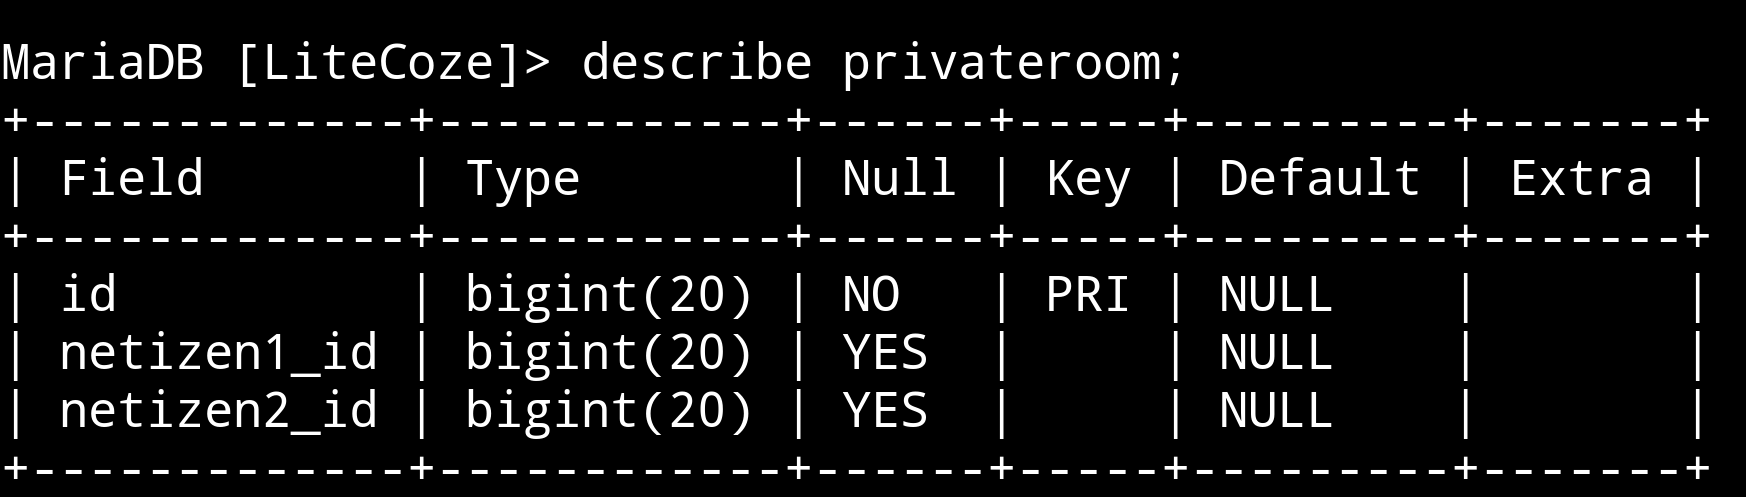 MariaDB [LiteCoze]> describe privateroom;
+-------------+------------+------+-----+---------+-------+
| Field       | Type       | Null | Key | Default | Extra |
+-------------+------------+------+-----+---------+-------+
| id          | bigint(20) | NO   | PRI | NULL    |       |
| netizen1_id | bigint(20) | YES  |     | NULL    |       |
| netizen2_id | bigint(20) | YES  |     | NULL    |       |
+-------------+------------+------+-----+---------+-------+